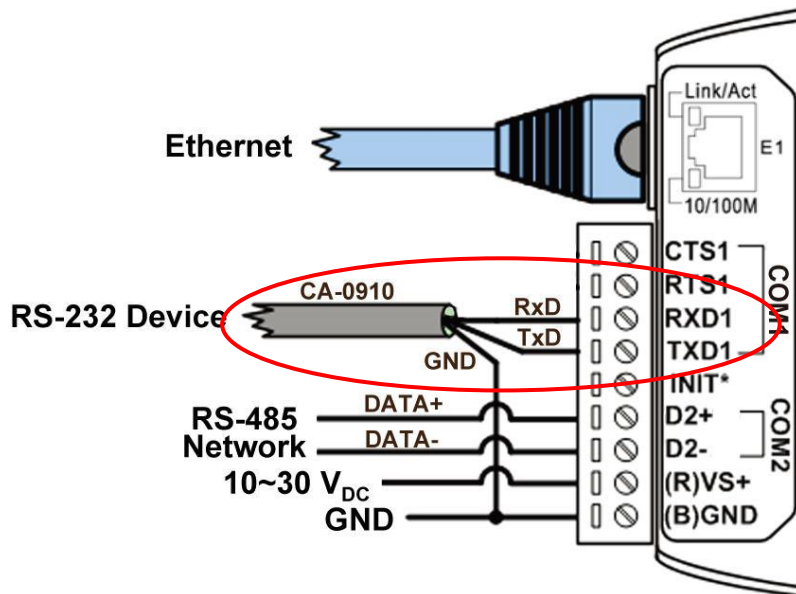 Link/Act
Ethernet
E1
10/100M
CTS1
CA-0910
RTS1
RS-232 Device
RxD
RXD1
COM1
TxD
TXD1
GND
INIT*
RS-485
Network
DATA+
D2+
DATA-
D2-
COM2
10~30 VDC
(R)VS+
GND
(B)GND